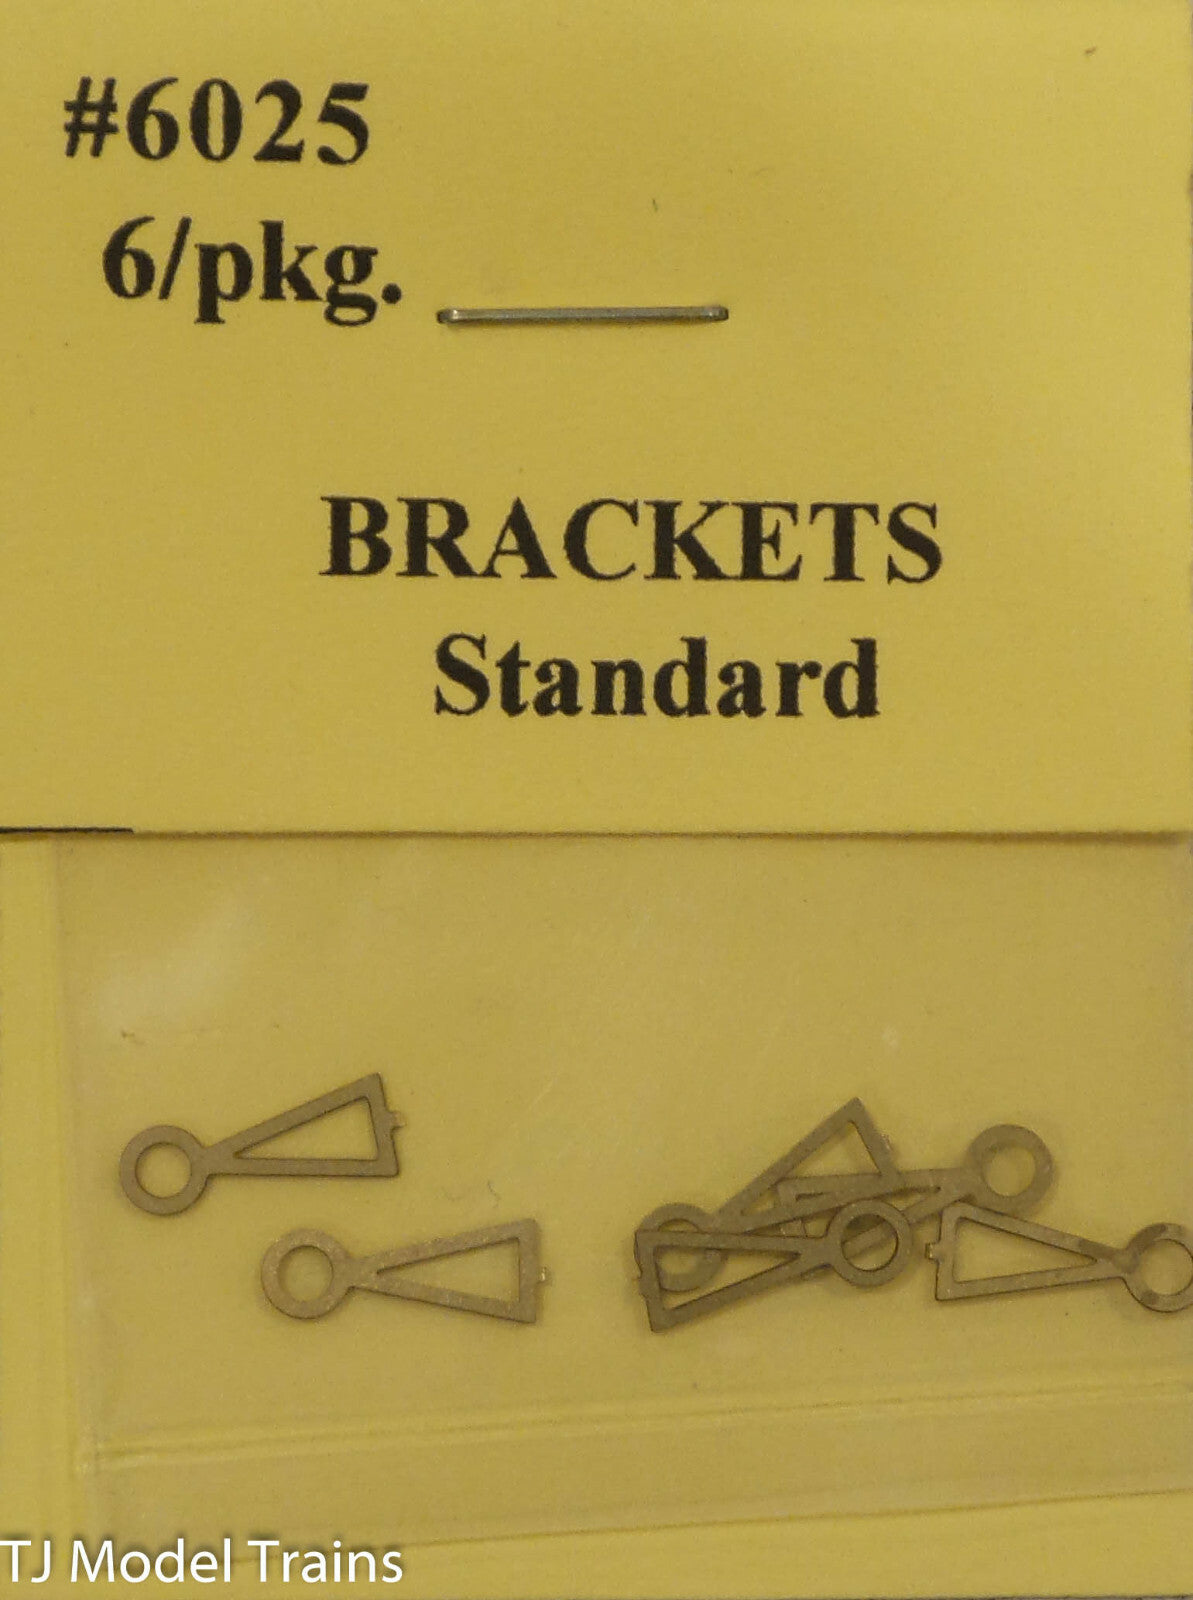 #6025
6/pkg.
BRACKETS
Standard
TJ Model Trains